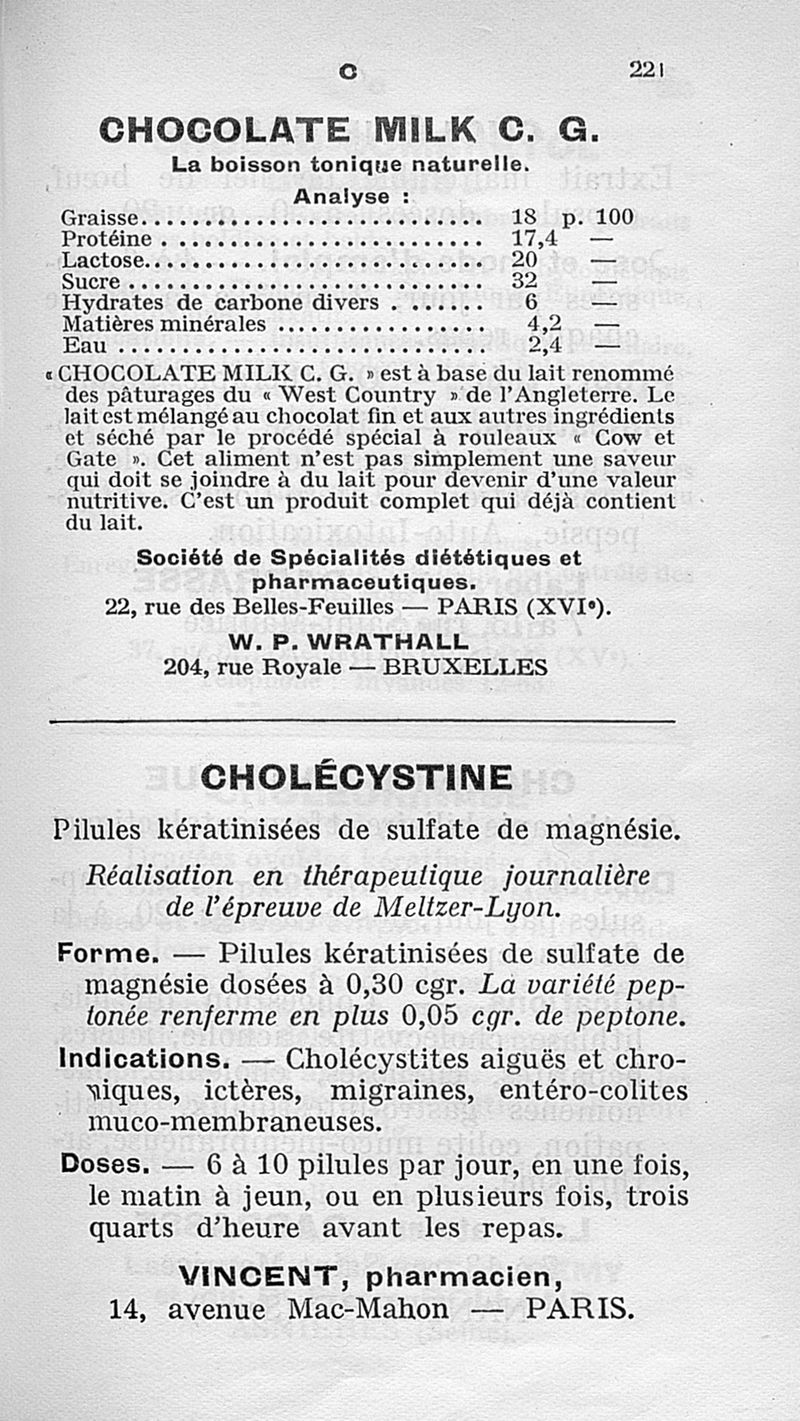 C 221
CHOCOLATE MILK C. G.
La boisson tonique naturelle.
Analyse :
Graisse........................ 18 p. 100
Protéine ........................ 17,4 —
Lactose........................ 20 —
Sucre ........................ 32 —
Hydrates de carbone divers ........ 6 —
Matières minérales ................ 4,2 —
Eau ........................ 2,4 —
« CHOCOLATE MILK C. G. » est à base du lait renommé
des pâturages du « West Country » de l'Angleterre. Le
lait est mélangé au chocolat fin et aux autres ingrédients
et séché par le procédé spécial à rouleaux « Cow et
Gate ». Cet aliment n'est pas simplement une saveur
qui doit se joindre à du lait pour devenir d'une valeur
nutritive. C'est un produit complet qui déjà contient
du lait.
Société de Spécialités diététiques et
pharmaceutiques.
22, rue des Belles-Feuilles — PARIS (XVIe).
W. P. WRATHALL
204, rue Royale — BRUXELLES
CHOLÉCYSTINE
Pilules kératinisées de sulfate de magnésie.
Réalisation en thérapeutique journalière
de l'épreuve de Meltzer-Lyon.
Forme. — Pilules kératinisées de sulfate de
magnésie dosées à 0,30 cgr. La variété pep-
tonée renferme en plus 0,05 cgr. de peptone.
Indications. — Cholécystites aiguës et chro-
niques, ictères, migraines, entéro-colites
muco-membraneuses.
Doses. — 6 à 10 pilules par jour, en une fois,
le matin à jeun, ou en plusieurs fois, trois
quarts d'heure avant les repas.
VINCENT, pharmacien,
14, avenue Mac-Mahon — PARIS.